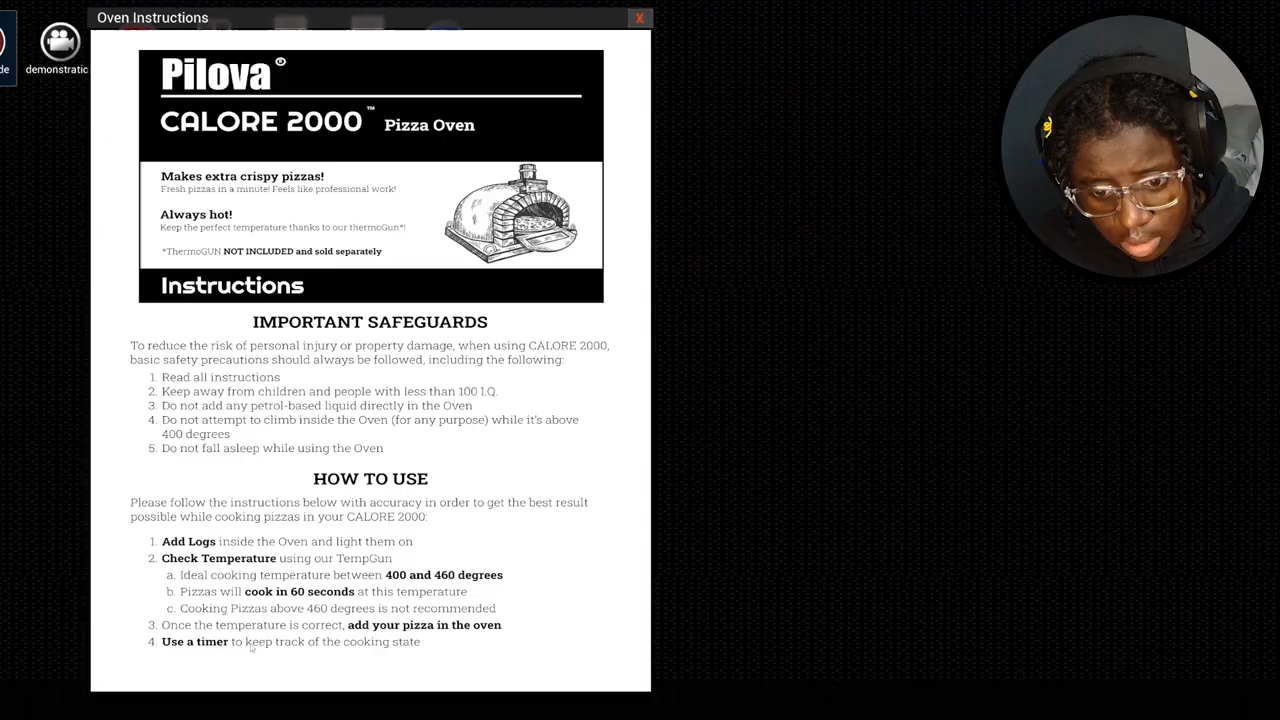 Oven Instructions
X
de
demonstratic
Pilova®
CALORE 2000™ Pizza Oven
Makes extra crispy pizzas!
Fresh pizzas in a minute! Feels like professional work!
Always hot!
Keep the perfect temperature thanks to our thermoGun*!
*ThermoGUN NOT INCLUDED and sold separately
Instructions
IMPORTANT SAFEGUARDS
To reduce the risk of personal injury or property damage, when using CALORE 2000,
basic safety precautions should always be followed, including the following:
1. Read all instructions
2. Keep away from children and people with less than 100 I.Q.
3. Do not add any petrol-based liquid directly in the Oven
4. Do not attempt to climb inside the Oven (for any purpose) while it's above
400 degrees
5. Do not fall asleep while using the Oven
HOW TO USE
Please follow the instructions below with accuracy in order to get the best result
possible while cooking pizzas in your CALORE 2000:
1. Add Logs inside the Oven and light them on
2. Check Temperature using our TempGun
a. Ideal cooking temperature between 400 and 460 degrees
b. Pizzas will cook in 60 seconds at this temperature
c. Cooking Pizzas above 460 degrees is not recommended
3. Once the temperature is correct, add your pizza in the oven
4. Use a timer to keep track of the cooking state